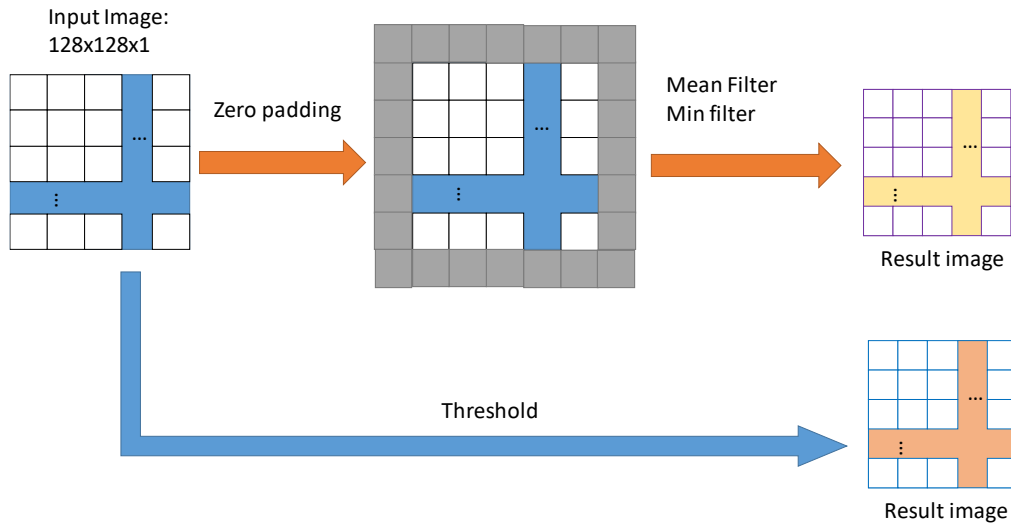 Input Image:
128x128x1
Zero padding
Mean Filter
Min filter
...
...
...
...
...
...
Result image
Threshold
...
...
Result image